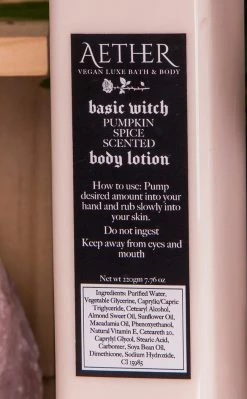 AETHER
VEGAN LUXE BATH & BODY
basic witch
PUMPKIN
SPICE
SCENTED
body lotion
How to use: Pump
desired amount into your
hand and rub slowly into
your skin.
Do not ingest
Keep away from eyes and
mouth
Net wt 220gm 7.76 oz
Ingredients: Purified Water,
Vegetable Glycerine, Caprylic/Capric
Triglyceride, Cetearyl Alcohol,
Almond Sweet Oil, Sunflower Oil,
Macadamia Oil, Phenoxyethanol,
Natural Vitamin E, Ceteareth 20,
Caprylyl Glycol, Stearic Acid,
Carbomer, Soya Bean Oil,
Dimethicone, Sodium Hydroxide,
CI 15985